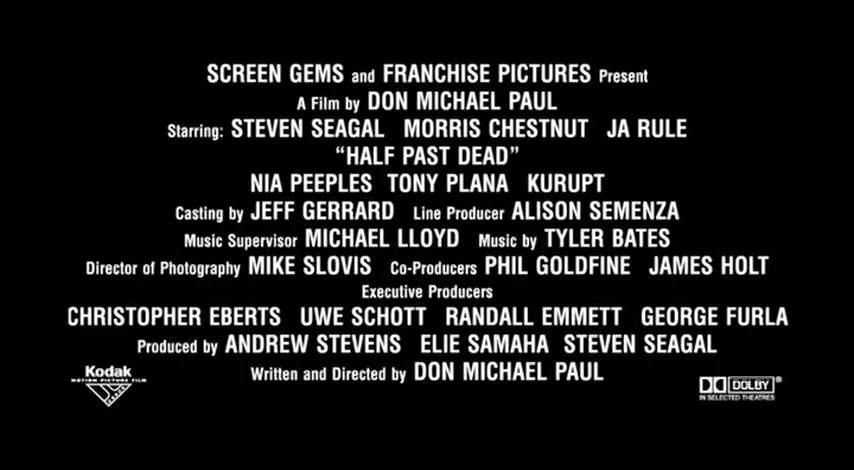 SCREEN GEMS and FRANCHISE PICTURES Present
A Film by DON MICHAEL PAUL
Starring: STEVEN SEAGAL MORRIS CHESTNUT JA RULE
“HALF PAST DEAD”
NIA PEEPLES TONY PLANA KURUPT
Casting by JEFF GERRARD Line Producer ALISON SEMENZA
Music Supervisor MICHAEL LLOYD Music by TYLER BATES
Director of Photography MIKE SLOVIS Co-Producers PHIL GOLDFINE JAMES HOLT
Executive Producers
CHRISTOPHER EBERTS UWE SCHOTT RANDALL EMMETT GEORGE FURLA
Produced by ANDREW STEVENS ELIE SAMAHA STEVEN SEAGAL
Written and Directed by DON MICHAEL PAUL
Kodak
MOTION PICTURE FILM
DOLBY®
IN SELECTED THEATRES